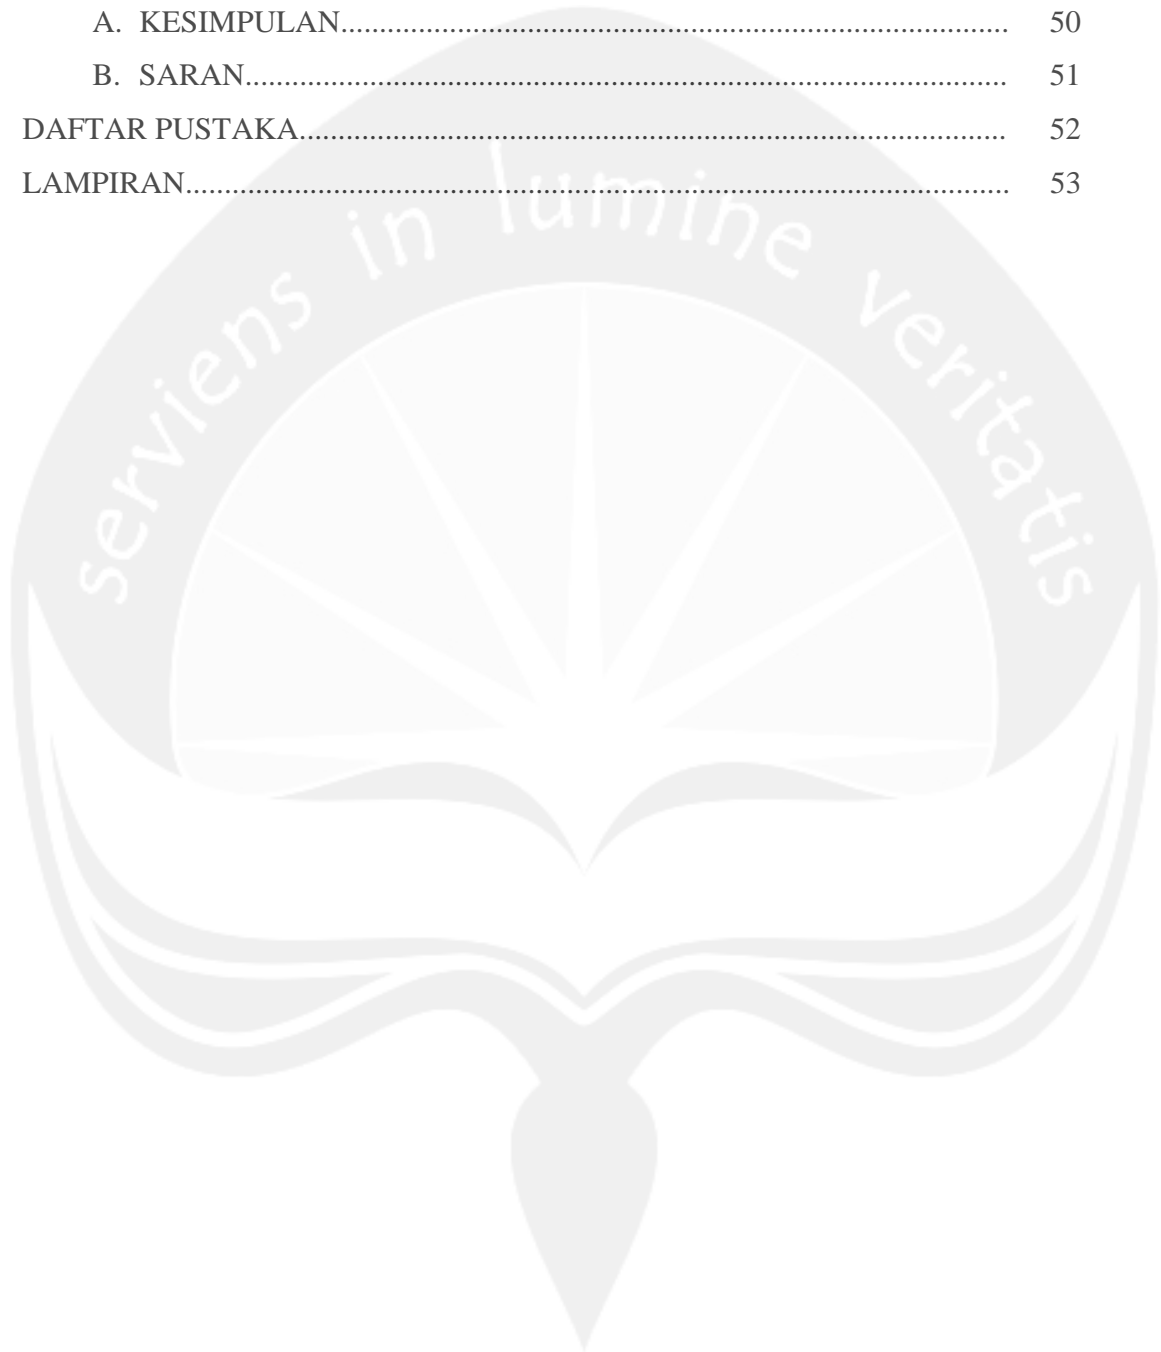 A. KESIMPULAN.................................................................................... 50
B. SARAN................................................................................................ 51
DAFTAR PUSTAKA.......................................................................................... 52
LAMPIRAN........................................................................................................ 53
serviens in lumine veritatis